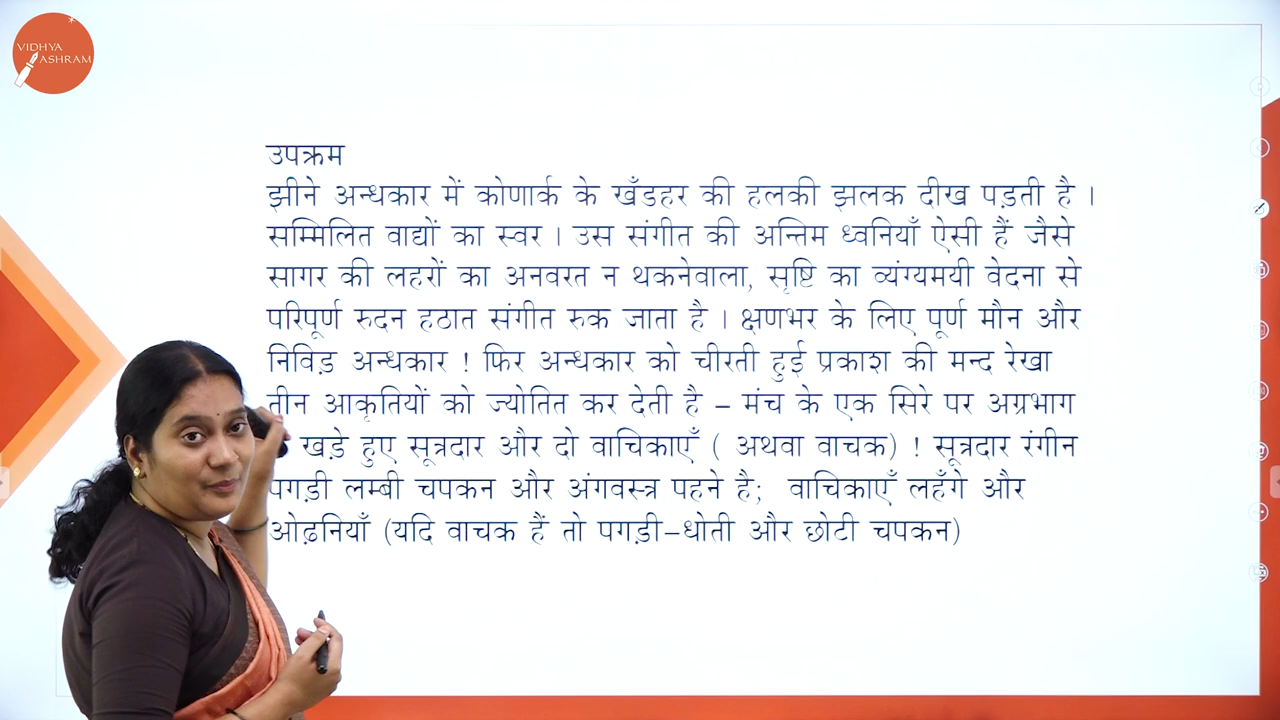 VIDHYA
ASHRAM
उपक्रम
झीने अन्धकार में कोणार्क के खँडहर की हलकी झलक दीख पड़ती है ।
सम्मिलित वाद्यों का स्वर । उस संगीत की अन्तिम ध्वनियाँ ऐसी हैं जैसे
सागर की लहरों का अनवरत न थकनेवाला, सृष्टि का व्यंग्यमयी वेदना से
परिपूर्ण रुदन हठात संगीत रुक जाता है । क्षणभर के लिए पूर्ण मौन और
निविड़ अन्धकार ! फिर अन्धकार को चीरती हुई प्रकाश की मन्द रेखा
तीन आकृतियों को ज्योतित कर देती है – मंच के एक सिरे पर अग्रभाग
खड़े हुए सूत्रदार और दो वाचिकाएँ ( अथवा वाचक) ! सूत्रदार रंगीन
पगड़ी लम्बी चपकन और अंगवस्त्र पहने है; वाचिकाएँ लहँगे और
ओढ़नियाँ (यदि वाचक हैं तो पगड़ी–धोती और छोटी चपकन)